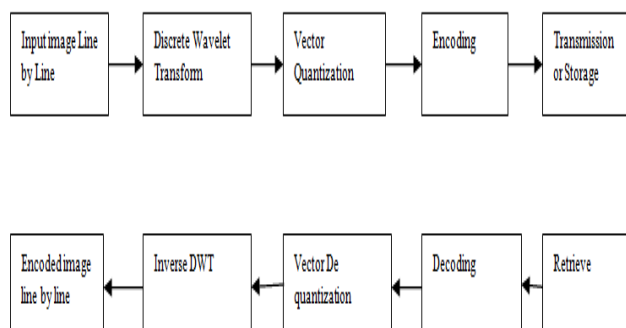 Input image Line
by Line
Discrete Wavelet
Transform
Vector
Quantization
Encoding
Transmission
or Storage
Encoded image
line by line
Inverse DWT
Vector De
quantization
Decoding
Retrieve